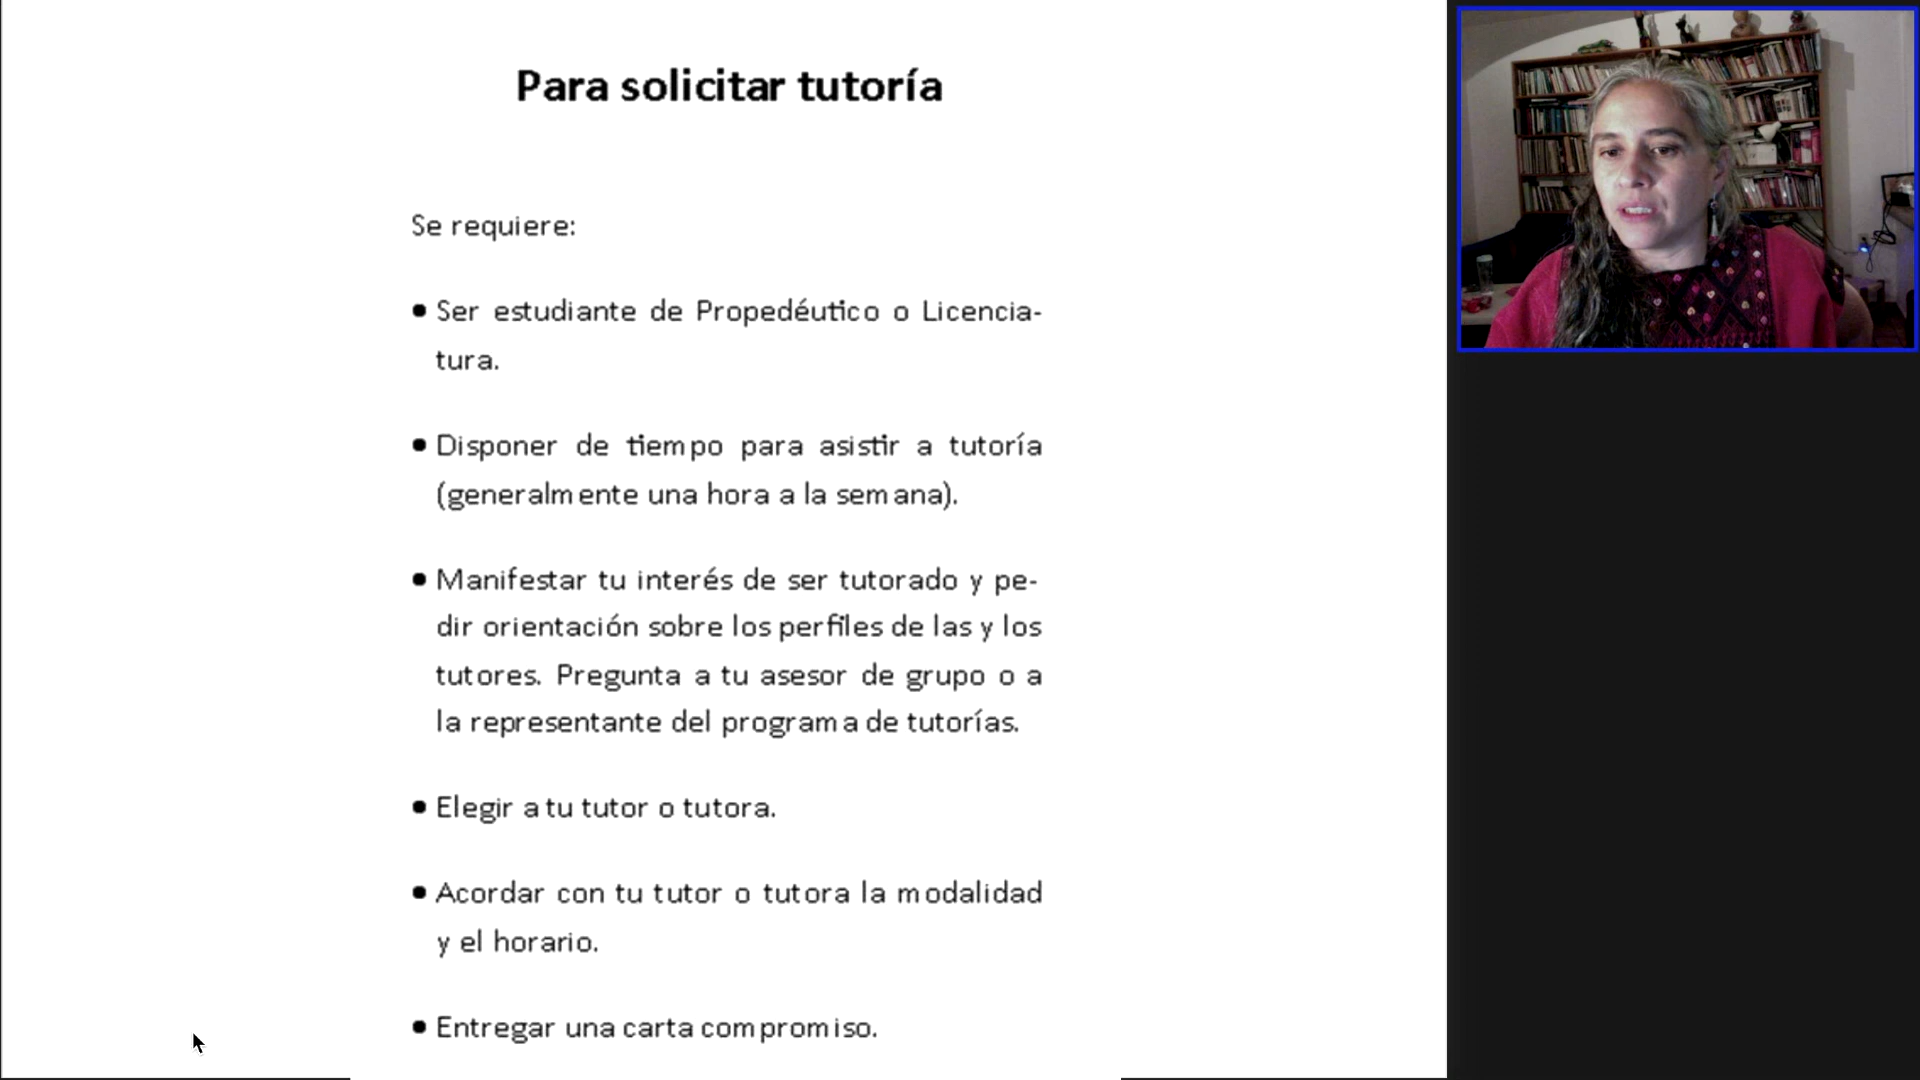 Para solicitar tutoría
Se requiere:
• Ser estudiante de Propedéutico o Licencia-
tura.
• Disponer de tiempo para asistir a tutoría
(generalmente una hora a la semana).
• Manifestar tu interés de ser tutorado y pe-
dir orientación sobre los perfiles de las y los
tutores. Pregunta a tu asesor de grupo o a
la representante del programa de tutorías.
• Elegir a tu tutor o tutora.
• Acordar con tu tutor o tutora la modalidad
y el horario.
• Entregar una carta compromiso.